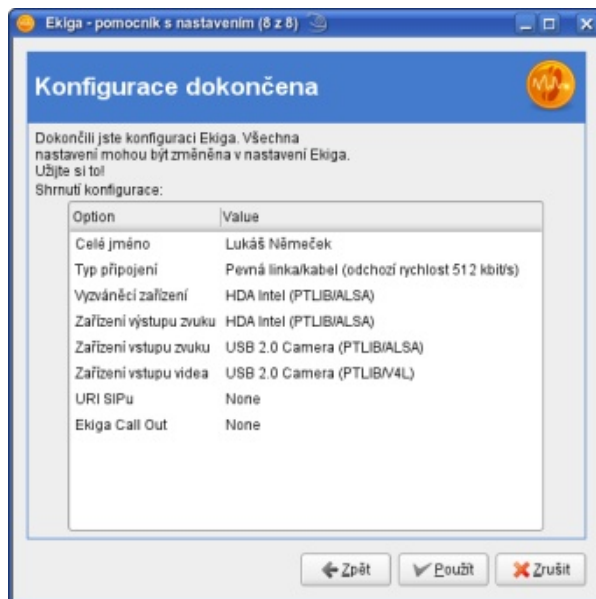 Ekiga - pomocník s nastavením (8 z 8)
Konfigurace dokončena
Dokončili jste konfiguraci Ekiga. Všechna
nastavení mohou být změněna v nastavení Ekiga.
Užijte si to!
Shrnutí konfigurace:
Option Value
Celé jméno Lukáš Němeček
Typ připojení Pevná linka/kabel (odchozí rychlost 512 kbit/s)
Vyzváněcí zařízení HDA Intel (PTLIB/ALSA)
Zařízení výstupu zvuku HDA Intel (PTLIB/ALSA)
Zařízení vstupu zvuku USB 2.0 Camera (PTLIB/ALSA)
Zařízení vstupu videa USB 2.0 Camera (PTLIB/V4L)
URI SIPu None
Ekiga Call Out None
Zpět Použít Zrušit